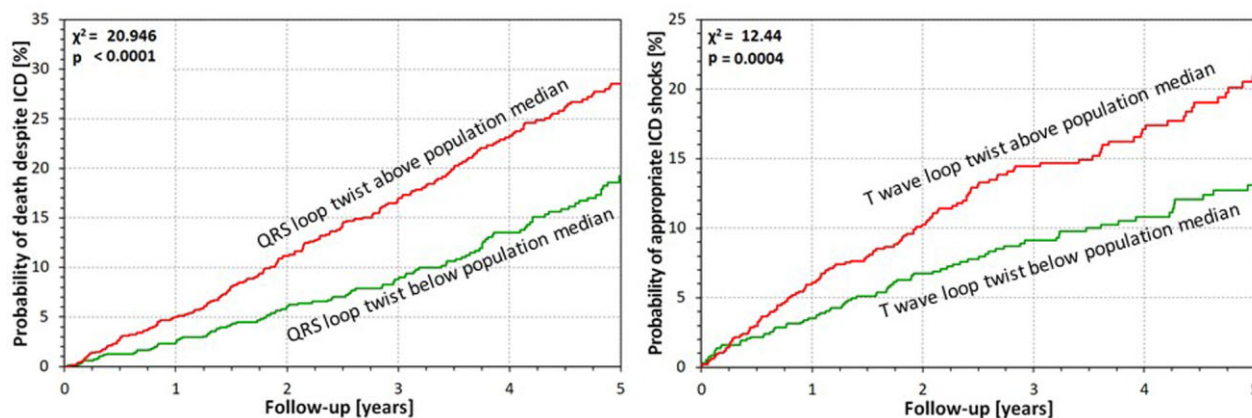 35
30
25
20
15
10
5
0
Probability of death despite ICD [%]
χ² = 20.946
p < 0.0001
QRS loop twist above population median
QRS loop twist below population median
0 1 2 3 4 5
Follow-up [years]
25
20
15
10
5
0
Probability of appropriate ICD shocks [%]
χ² = 12.44
p = 0.0004
T wave loop twist above population median
T wave loop twist below population median
0 1 2 3 4 5
Follow-up [years]